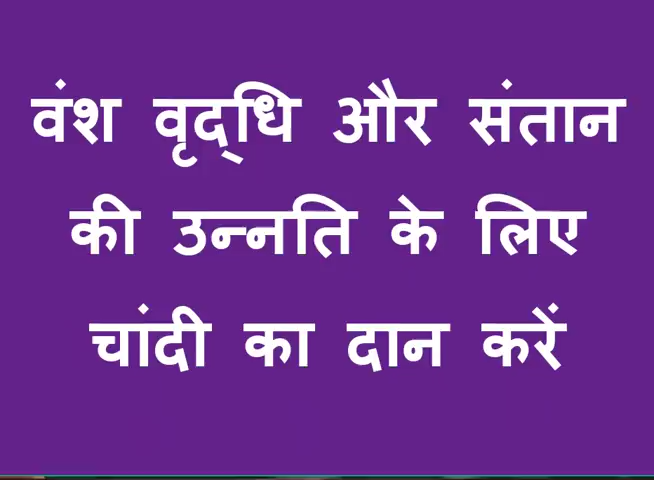 वंश वृद्धि और संतान
की उन्नति के लिए
चांदी का दान करें